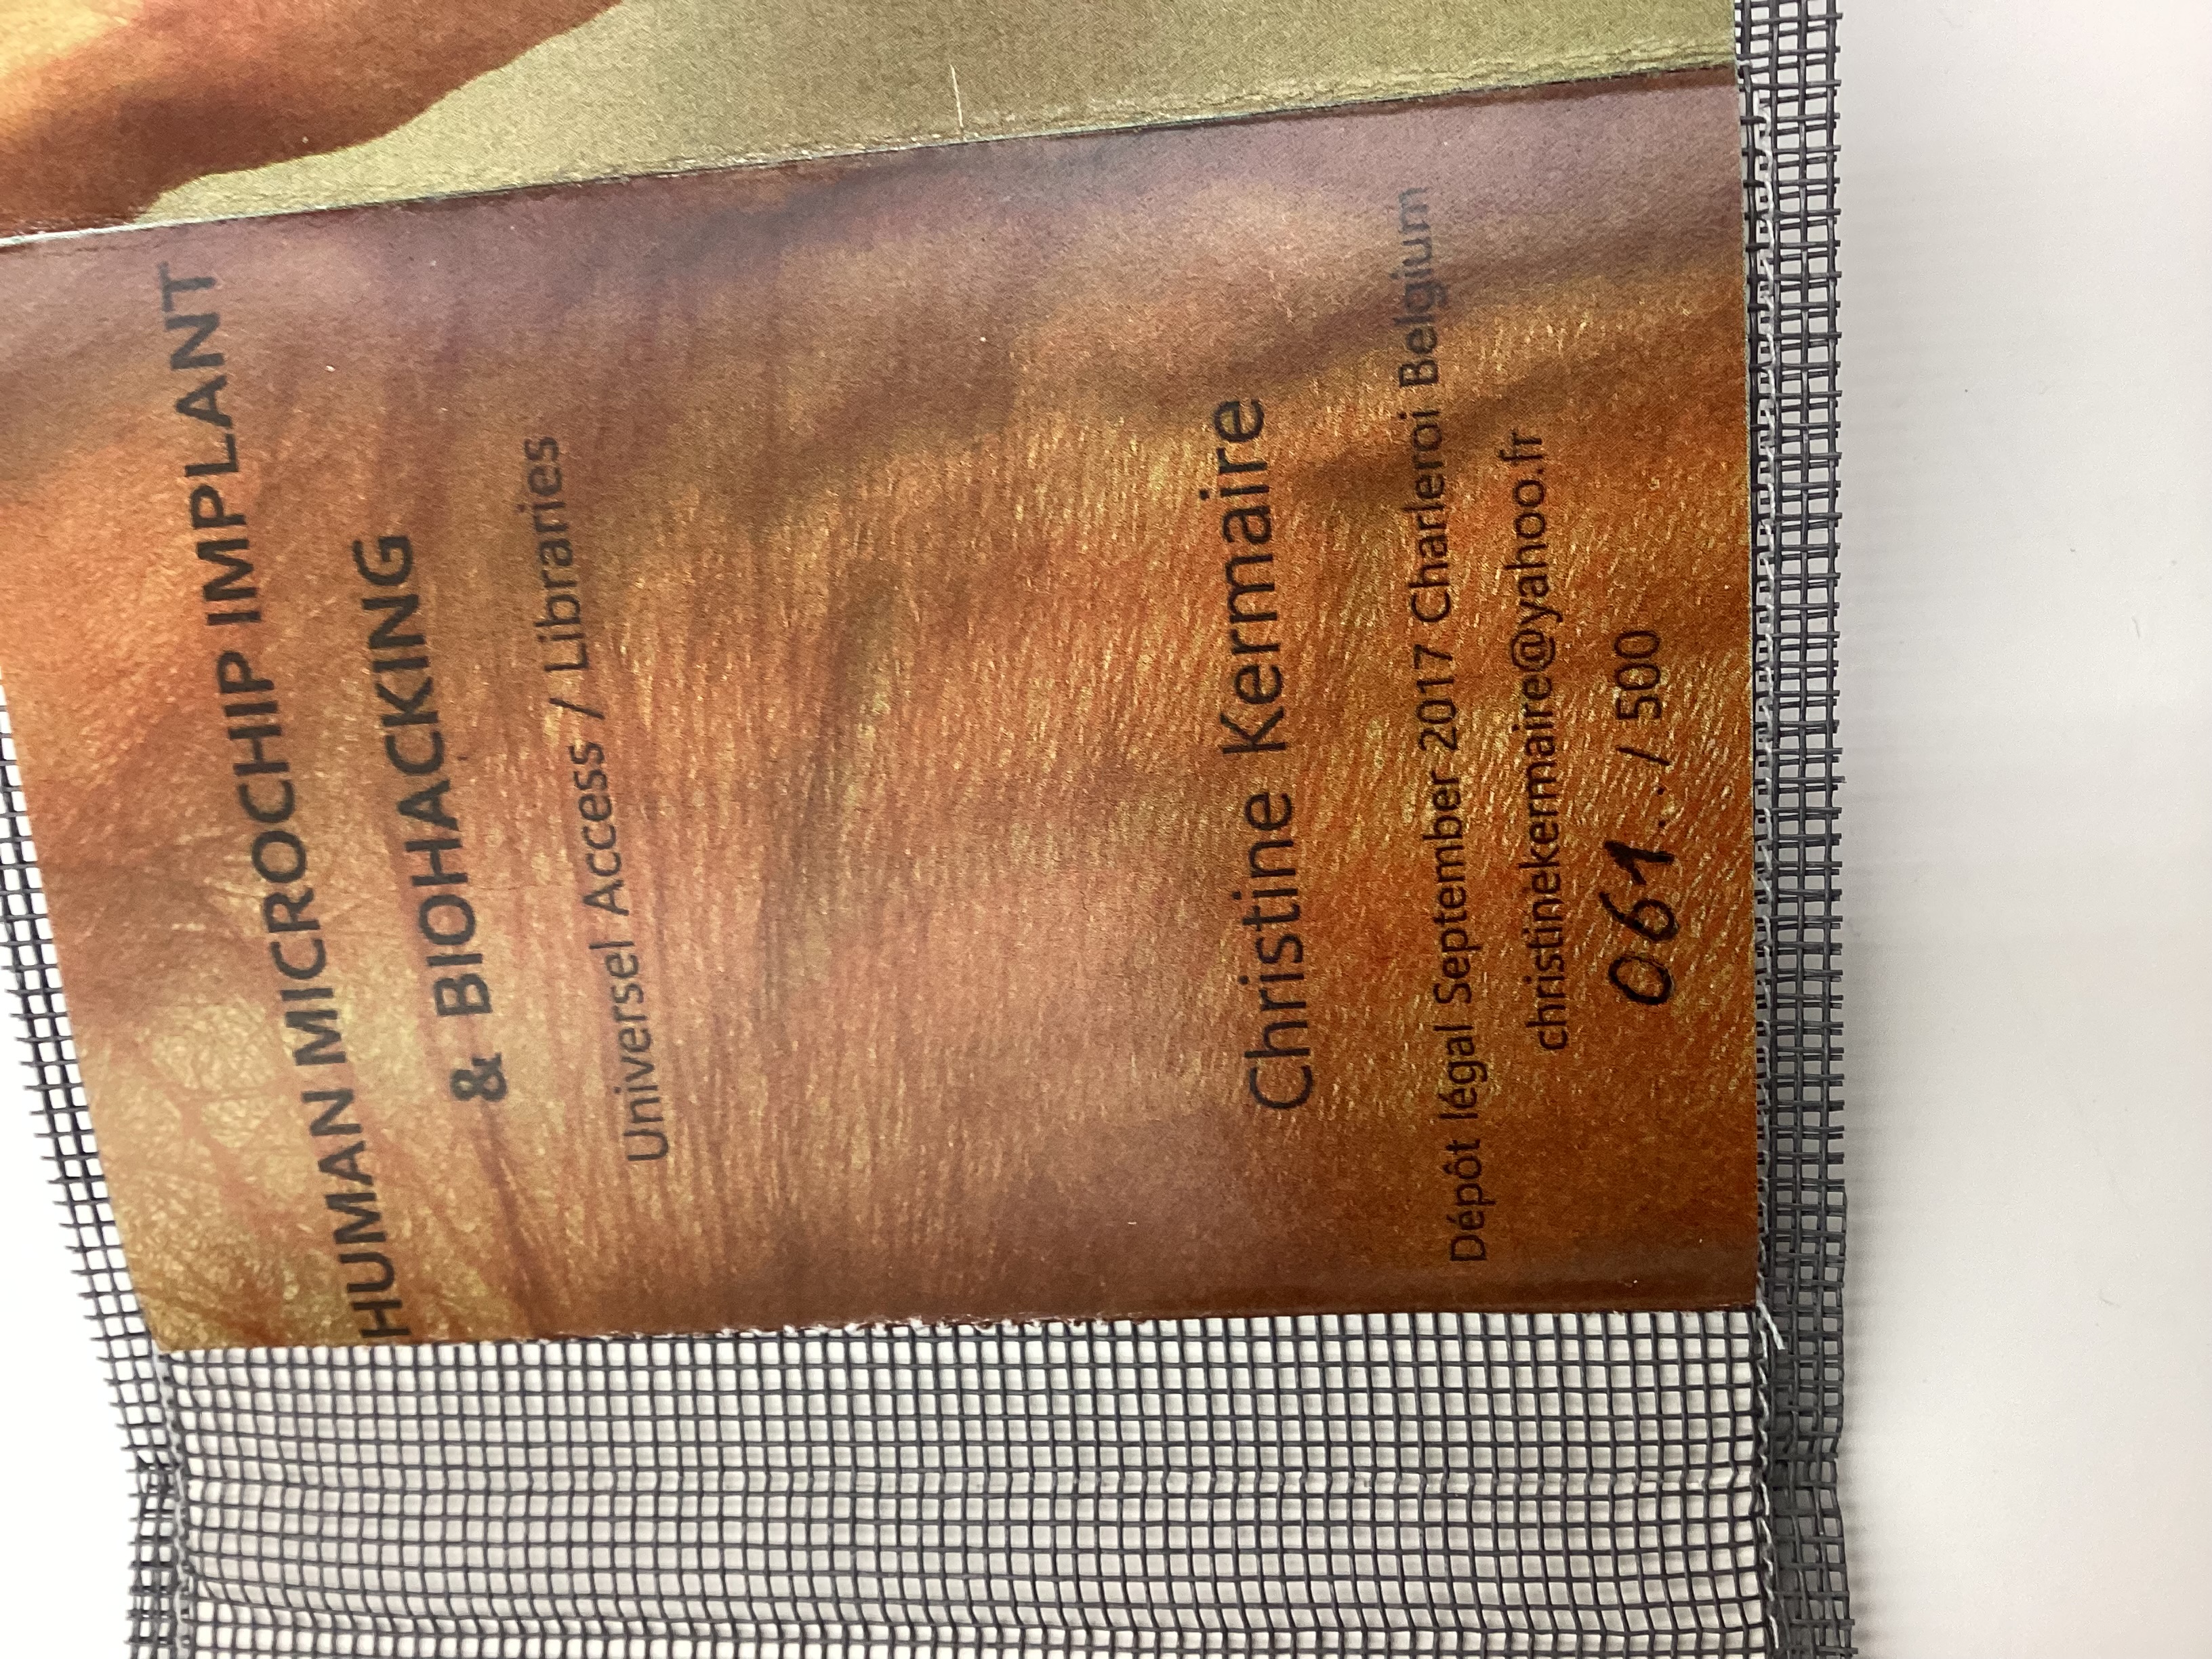 HUMAN MICROCHIP IMPLANT
& BIOHACKING
Universel Access / Libraries
Christine Kermaire
Dépôt légal September 2017 Charleroi Belgium
christinekermaire@yahoo.fr
061... / 500